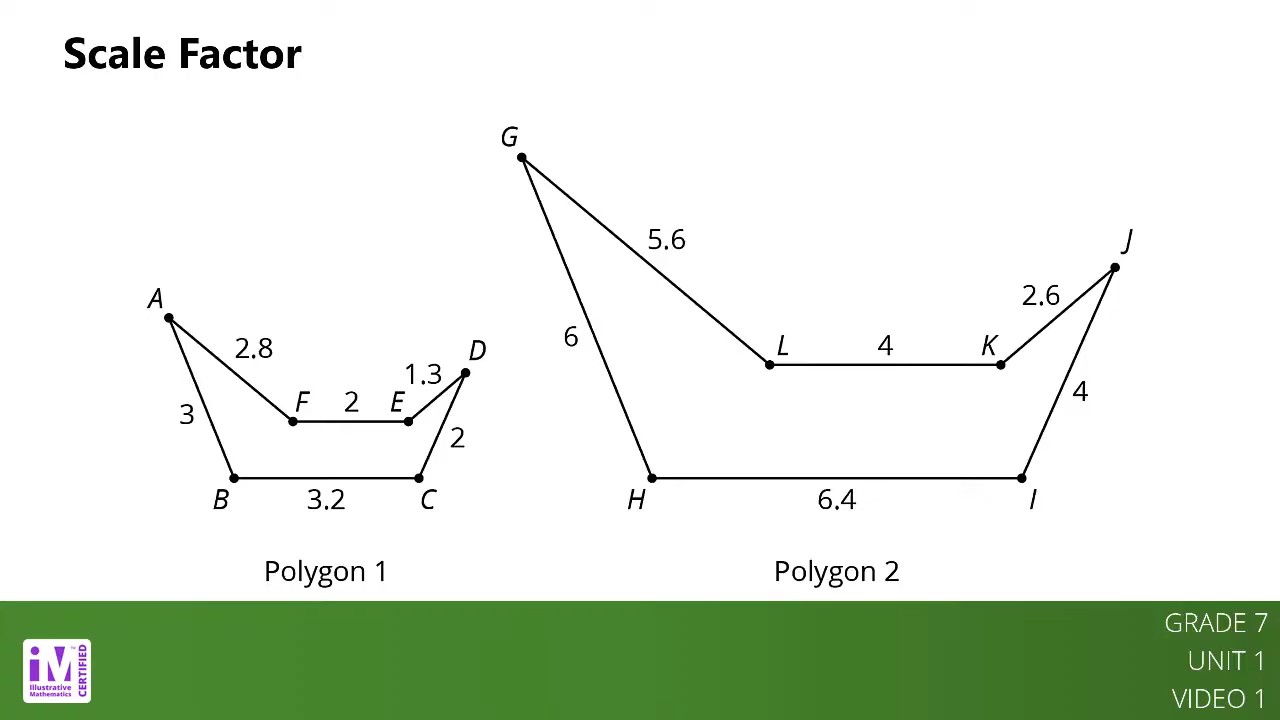 Scale Factor
G
5.6
J
2.6
A
6
L
4
K
2.8
D
1.3
4
F
2
E
3
2
B
3.2
C
H
6.4
I
Polygon 1
Polygon 2
GRADE 7
UNIT 1
VIDEO 1
iM™
Illustrative
Mathematics
CERTIFIED